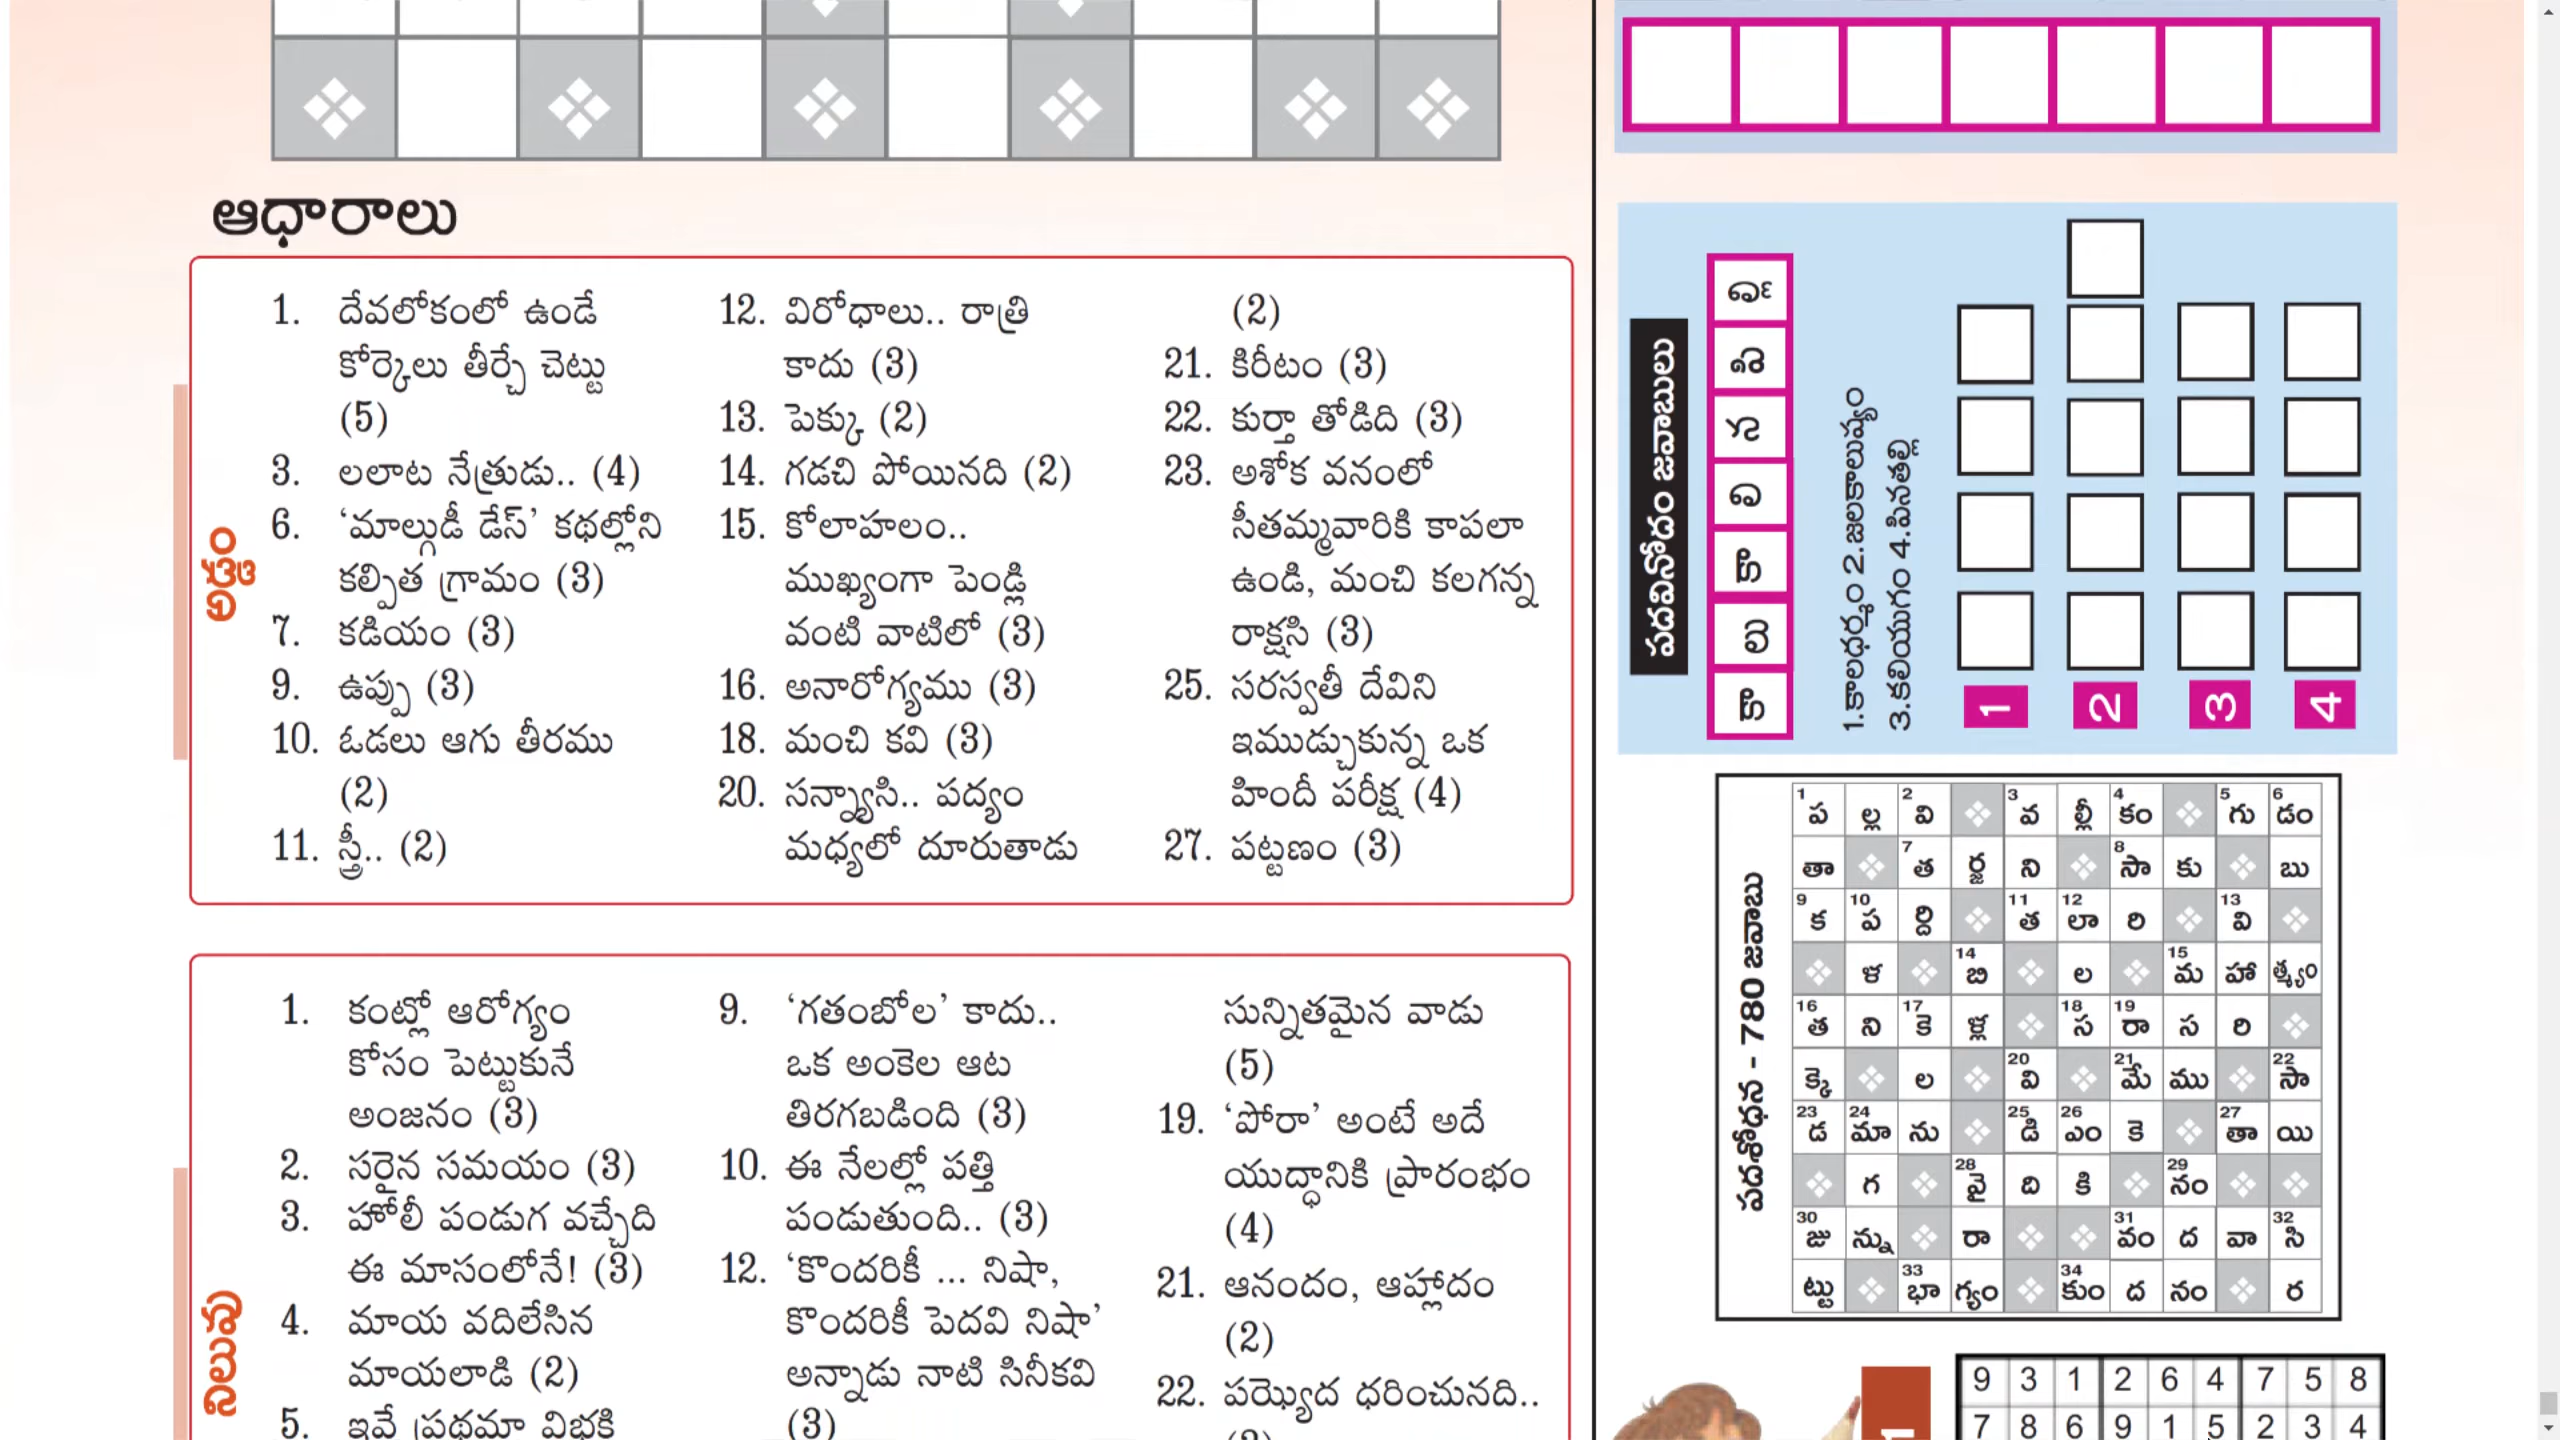 ఆధారాలు
అడ్డం
1. దేవలోకంలో ఉండే
కోర్కెలు తీర్చే చెట్టు
(5)
3. లలాట నేత్రుడు.. (4)
6. ‘మాల్గుడీ డేస్’ కథల్లోని
కల్పిత గ్రామం (3)
7. కడియం (3)
9. ఉప్పు (3)
10. ఓడలు ఆగు తీరము
(2)
11. స్త్రీ.. (2)
12. విరోధాలు.. రాత్రి
కాదు (3)
13. పెక్కు (2)
14. గడచి పోయినది (2)
15. కోలాహలం..
ముఖ్యంగా పెండ్లి
వంటి వాటిలో (3)
16. అనారోగ్యము (3)
18. మంచి కవి (3)
20. సన్న్యాసి.. పద్యం
మధ్యలో దూరుతాడు
(2)
21. కిరీటం (3)
22. కుర్తా తోడిది (3)
23. అశోక వనంలో
సీతమ్మవారికి కాపలా
ఉండి, మంచి కలగన్న
రాక్షసి (3)
25. సరస్వతీ దేవిని
ఇముడ్చుకున్న ఒక
హిందీ పరీక్ష (4)
27. పట్టణం (3)
నిలువు
1. కంట్లో ఆరోగ్యం
కోసం పెట్టుకునే
అంజనం (3)
2. సరైన సమయం (3)
3. హోలీ పండుగ వచ్చేది
ఈ మాసంలోనే! (3)
4. మాయ వదిలేసిన
మాయలాడి (2)
5. ఇవే ప్రథమా విభక్తి
9. ‘గతంబోల’ కాదు..
ఒక అంకెల ఆట
తిరగబడింది (3)
10. ఈ నేలల్లో పత్తి
పండుతుంది.. (3)
12. ‘కొందరికీ ... నిషా,
కొందరికీ పెదవి నిషా’
అన్నాడు నాటి సినీకవి
(3)
సున్నితమైన వాడు
(5)
19. ‘పోరా’ అంటే అదే
యుద్ధానికి ప్రారంభం
(4)
21. ఆనందం, ఆహ్లాదం
(2)
22. పయ్యెద ధరించునది..
పదవినోదం జవాబులు
కా లు కా ల న
1.కాలధర్మం 2.జలకాలుష్యం
3.కలియుగం 4.పినతల్లి
1
2
3
4
పదశోధన - 780 జవాబు
1 ప ల్ల 2 వి 3 వ ల్లీ 4 కం 5 గు 6 డం
తా 7 త ర్జ ని 8 సా కు బు
9 క 10 ప ర్ది 11 త 12 లా రి 13 వి
ళ 14 బి ల 15 మ హా త్మ్యం
16 త ని 17 కె ళ్ల 18 స 19 రా స రి
క్కె ల 20 వి 21 మే ము 22 సా
23 డ 24 మా ను 25 డి 26 ఎం కె 27 తా యి
గ 28 వై ది కి 29 నం
30 జు న్ను రా 31 వం ద వా 32 సి
ట్టు 33 భా గ్యం 34 కుం ద నం ర
9 3 1 2 6 4 7 5 8
7 8 6 9 1 5 2 3 4